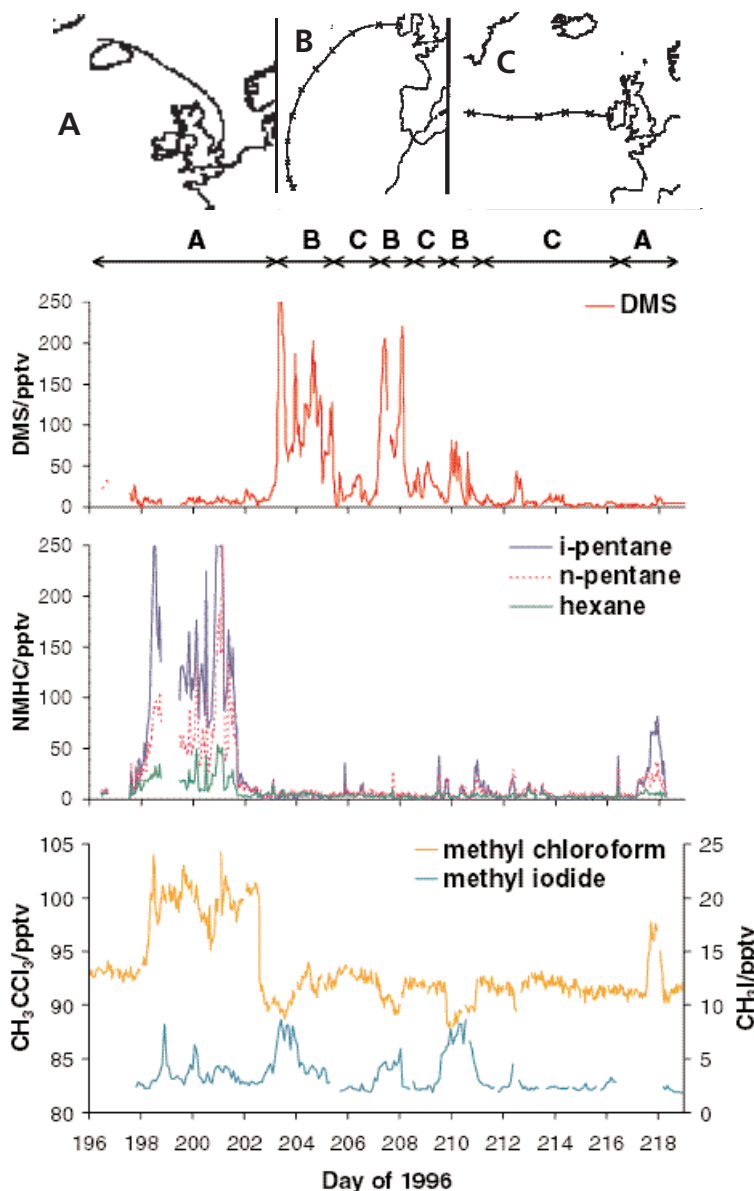 A
B
C
A B C B C B C A
250
200
150
100
50
0
DMS/pptv
DMS
250
200
150
100
50
0
NMHC/pptv
i-pentane
n-pentane
hexane
105
100
95
90
85
80
CH3CCl3/pptv
methyl chloroform
methyl iodide
25
20
15
10
5
0
CH3I/pptv
196 198 200 202 204 206 208 210 212 214 216 218
Day of 1996